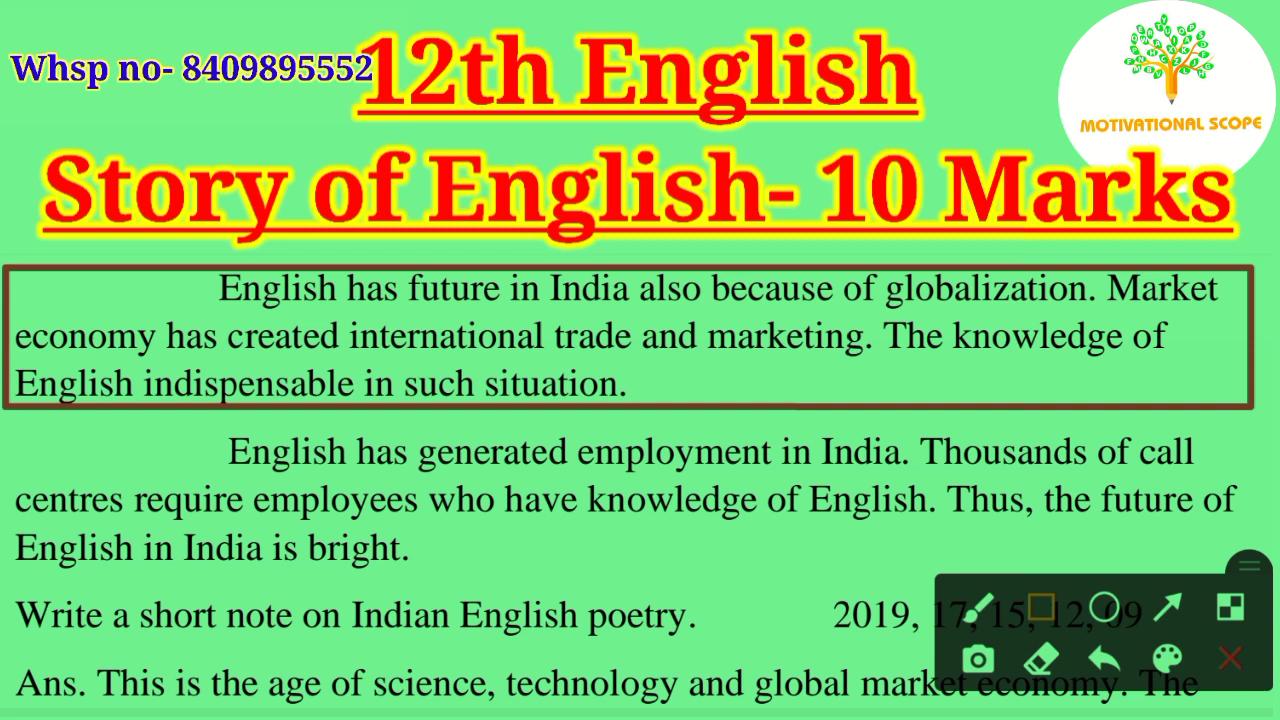 Whsp no- 8409895552
12th English
MOTIVATIONAL SCOPE
Story of English- 10 Marks
English has future in India also because of globalization. Market
economy has created international trade and marketing. The knowledge of
English indispensable in such situation.
English has generated employment in India. Thousands of call
centres require employees who have knowledge of English. Thus, the future of
English in India is bright.
Write a short note on Indian English poetry. 2019, 17, 15, 12, 09
Ans. This is the age of science, technology and global market economy. The